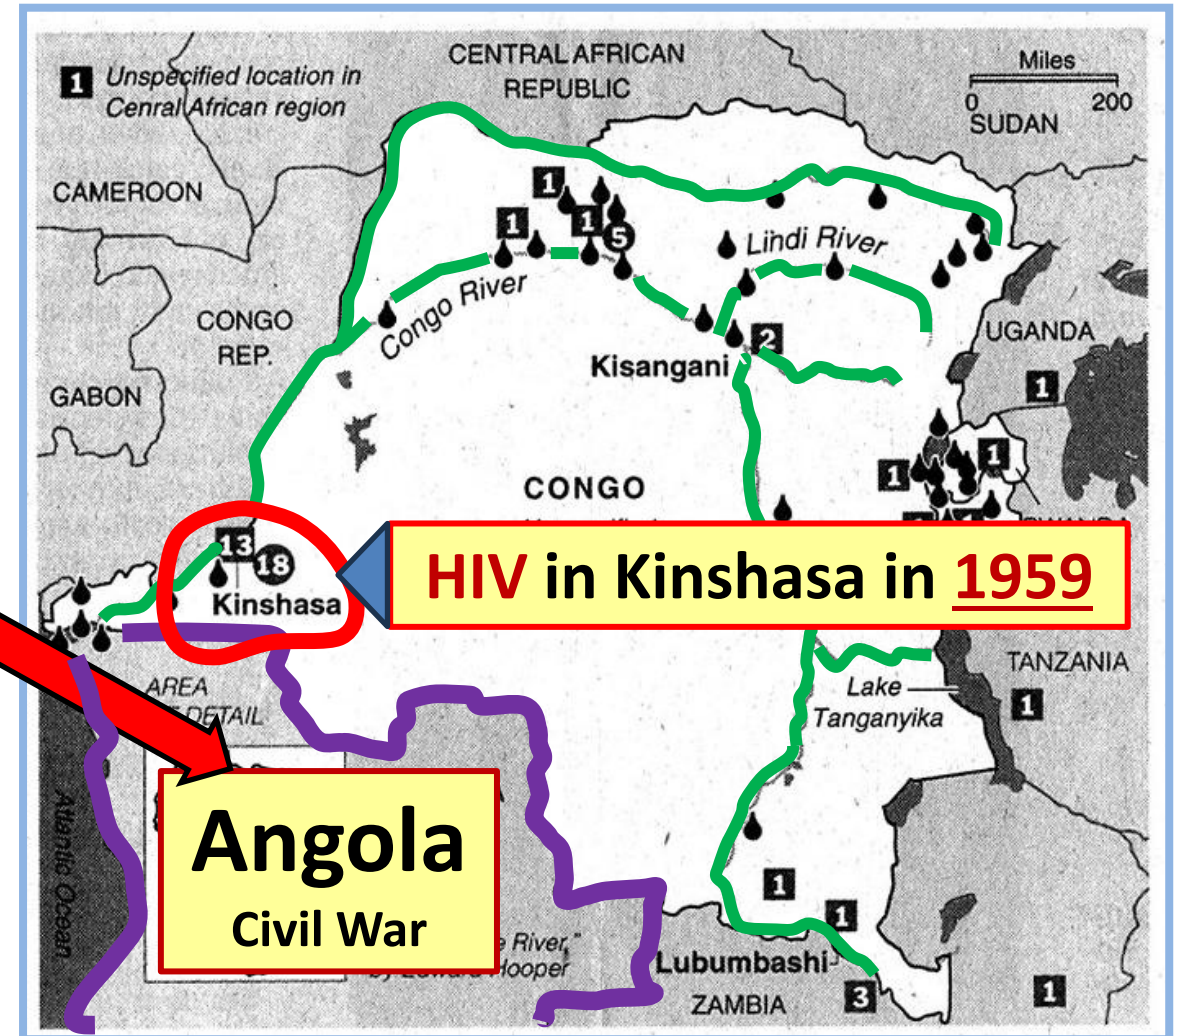 1 Unspecified location in
Cenral African region
CENTRAL AFRICAN
REPUBLIC
Miles
0 200
SUDAN
CAMEROON
1
1
1
5
Lindi River
Congo River
CONGO
REP.
UGANDA
2
Kisangani
1
GABON
1
1
CONGO
13
18
Kinshasa
HIV in Kinshasa in 1959
TANZANIA
1
AREA
DETAIL
Lake
Tanganyika
Angola
Civil War
Atlantic Ocean
1
1
River,"
by Hooper
Lubumbashi
3
ZAMBIA
1